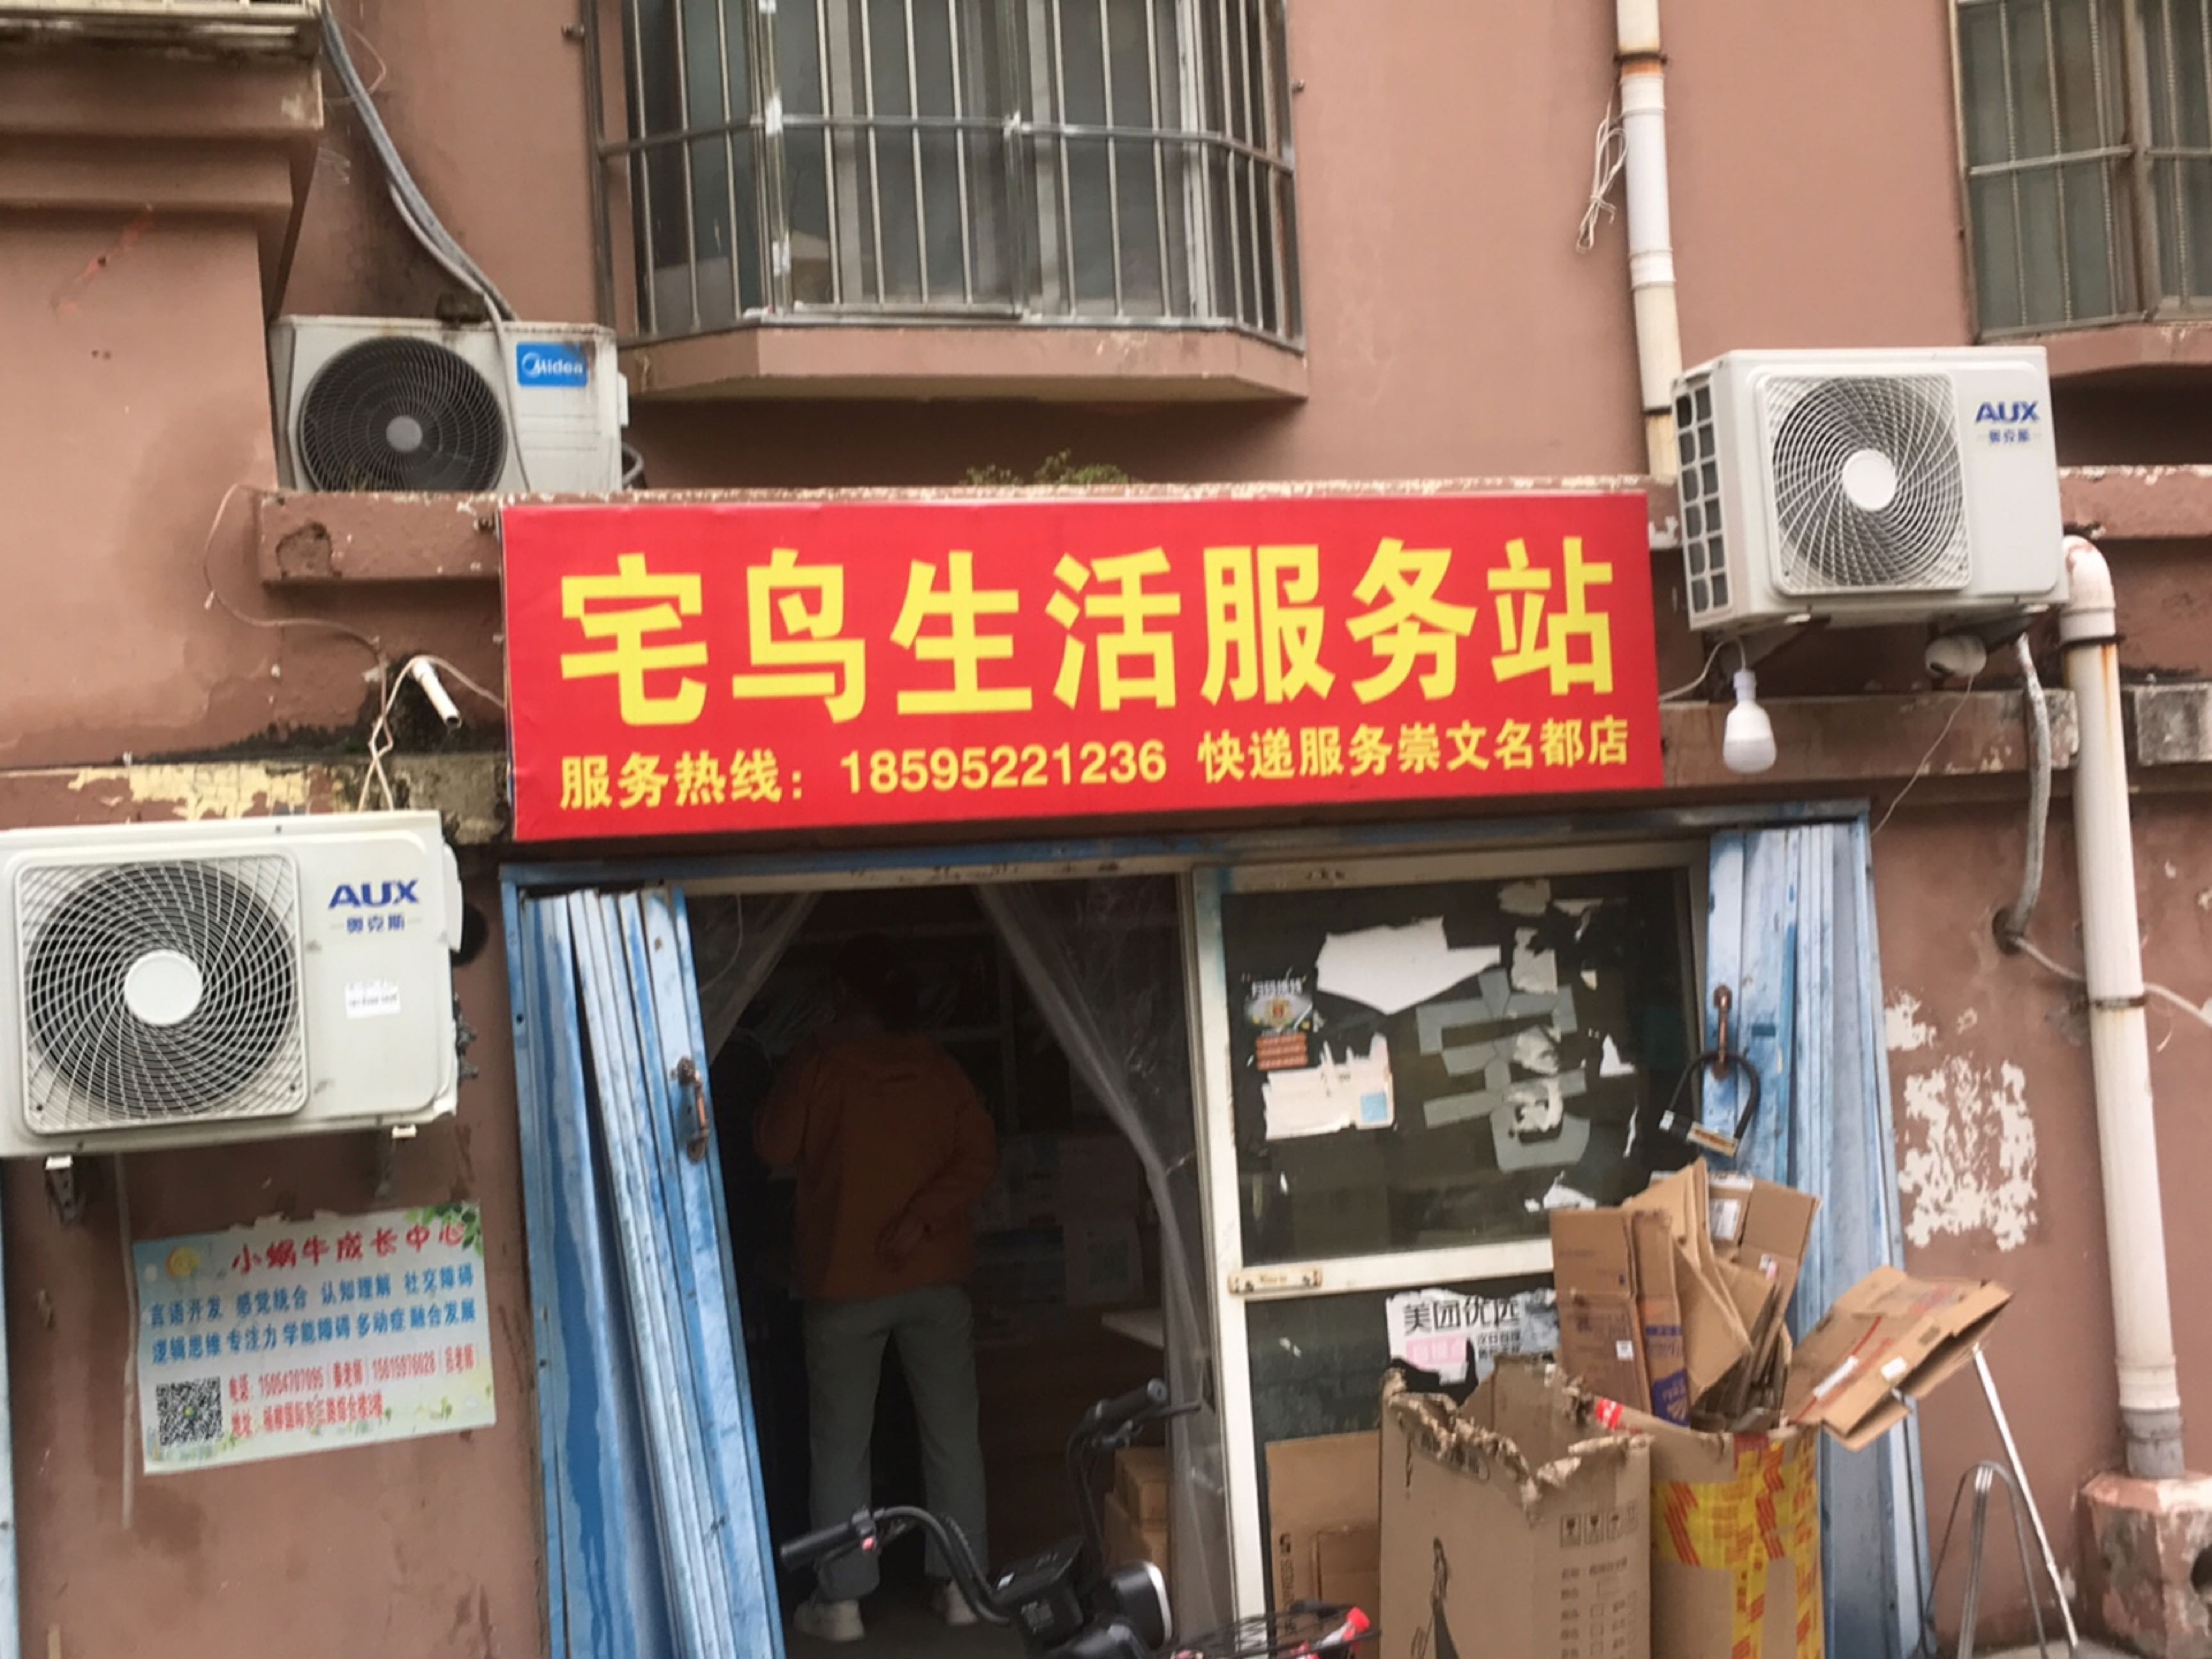 Midea
AUX
奥克斯
宅鸟生活服务站
服务热线：18595221236 快递服务崇文名都店
AUX
奥克斯
宅
小蜗牛成长中心
言语开发 感觉统合 认知理解 社交障碍
逻辑思维 专注力 学能障碍 多动症 融合发展
美团优选